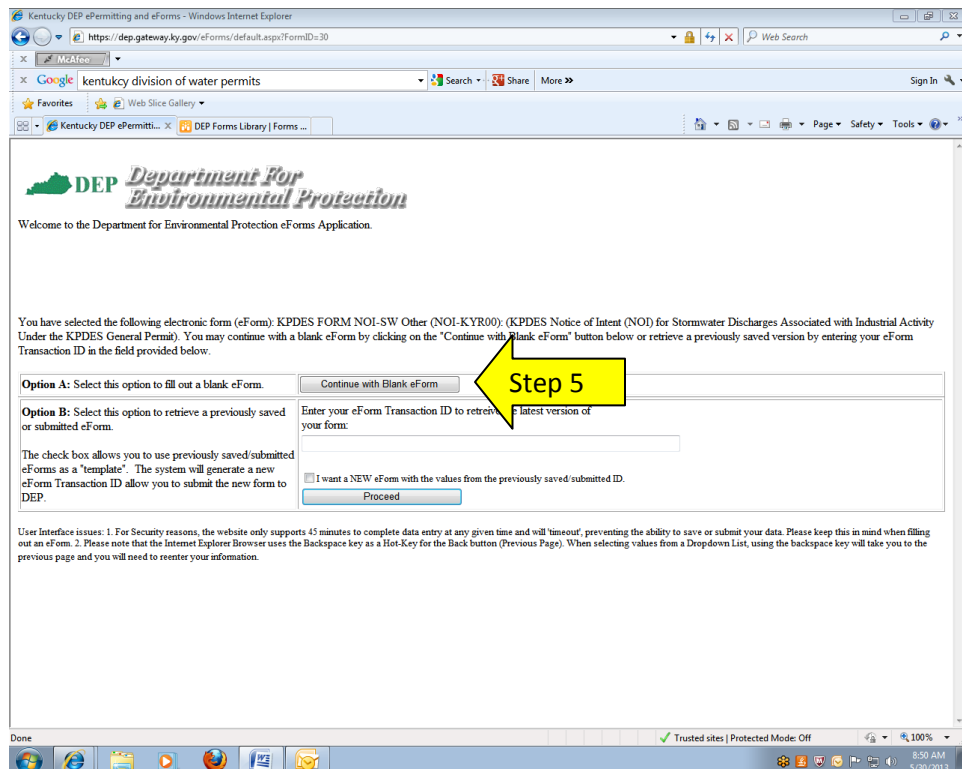 Kentucky DEP ePermitting and eForms - Windows Internet Explorer
https://dep.gateway.ky.gov/eForms/default.aspx?FormID=30
Web Search
x McAfee
x Google kentukcy division of water permits Search Share More >> Sign In
Favorites Web Slice Gallery
Kentucky DEP ePermitti... x DEP Forms Library | Forms ... Page Safety Tools
DEP Department For
Environmental Protection
Welcome to the Department for Environmental Protection eForms Application.
You have selected the following electronic form (eForm): KPDES FORM NOI-SW Other (NOI-KYR00): (KPDES Notice of Intent (NOI) for Stormwater Discharges Associated with Industrial Activity
Under the KPDES General Permit). You may continue with a blank eForm by clicking on the "Continue with Blank eForm" button below or retrieve a previously saved version by entering your eForm
Transaction ID in the field provided below.
Option A: Select this option to fill out a blank eForm.
Continue with Blank eForm
Step 5
Option B: Select this option to retrieve a previously saved
or submitted eForm.
The check box allows you to use previously saved/submitted
eForms as a "template". The system will generate a new
eForm Transaction ID allow you to submit the new form to
DEP.
Enter your eForm Transaction ID to retreive latest version of
your form:
I want a NEW eForm with the values from the previously saved/submitted ID.
Proceed
User Interface issues: 1. For Security reasons, the website only supports 45 minutes to complete data entry at any given time and will 'timeout', preventing the ability to save or submit your data. Please keep this in mind when filling
out an eForm. 2. Please note that the Internet Explorer Browser uses the Backspace key as a Hot-Key for the Back button (Previous Page). When selecting values from a Dropdown List, using the backspace key will take you to the
previous page and you will need to reenter your information.
Done Trusted sites | Protected Mode: Off 100%
8:50 AM
5/30/2013